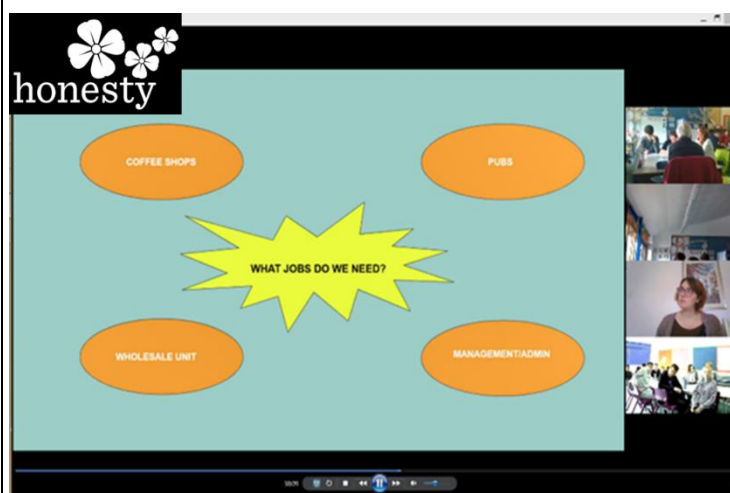 honesty
COFFEE SHOPS
PUBS
WHAT JOBS DO WE NEED?
WHOLESALE UNIT
MANAGEMENT/ADMIN